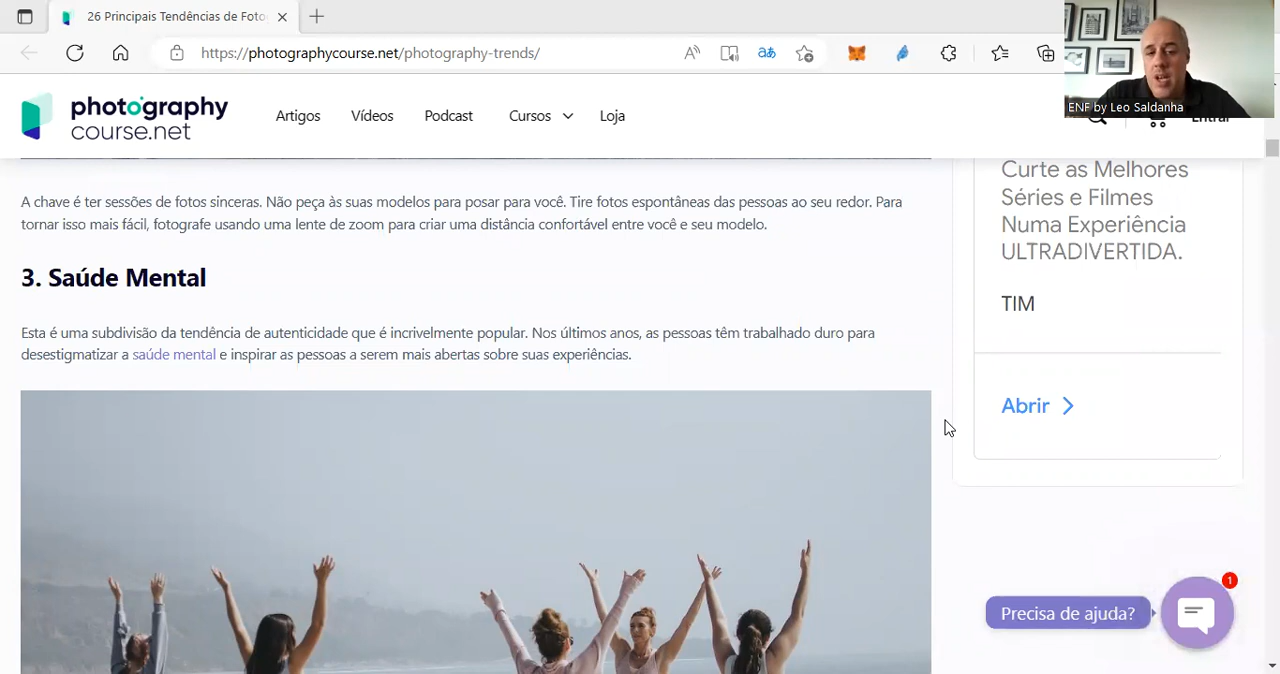 26 Principais Tendências de Foto
https://photographycourse.net/photography-trends/
ENF by Leo Saldanha
photography
course.net
Artigos
Vídeos
Podcast
Cursos
Loja
Entrar
A chave é ter sessões de fotos sinceras. Não peça às suas modelos para posar para você. Tire fotos espontâneas das pessoas ao seu redor. Para
tornar isso mais fácil, fotografe usando uma lente de zoom para criar uma distância confortável entre você e seu modelo.
3. Saúde Mental
Esta é uma subdivisão da tendência de autenticidade que é incrivelmente popular. Nos últimos anos, as pessoas têm trabalhado duro para
desestigmatizar a saúde mental e inspirar as pessoas a serem mais abertas sobre suas experiências.
Curte as Melhores
Séries e Filmes
Numa Experiência
ULTRADIVERTIDA.
TIM
Abrir
Precisa de ajuda?
1